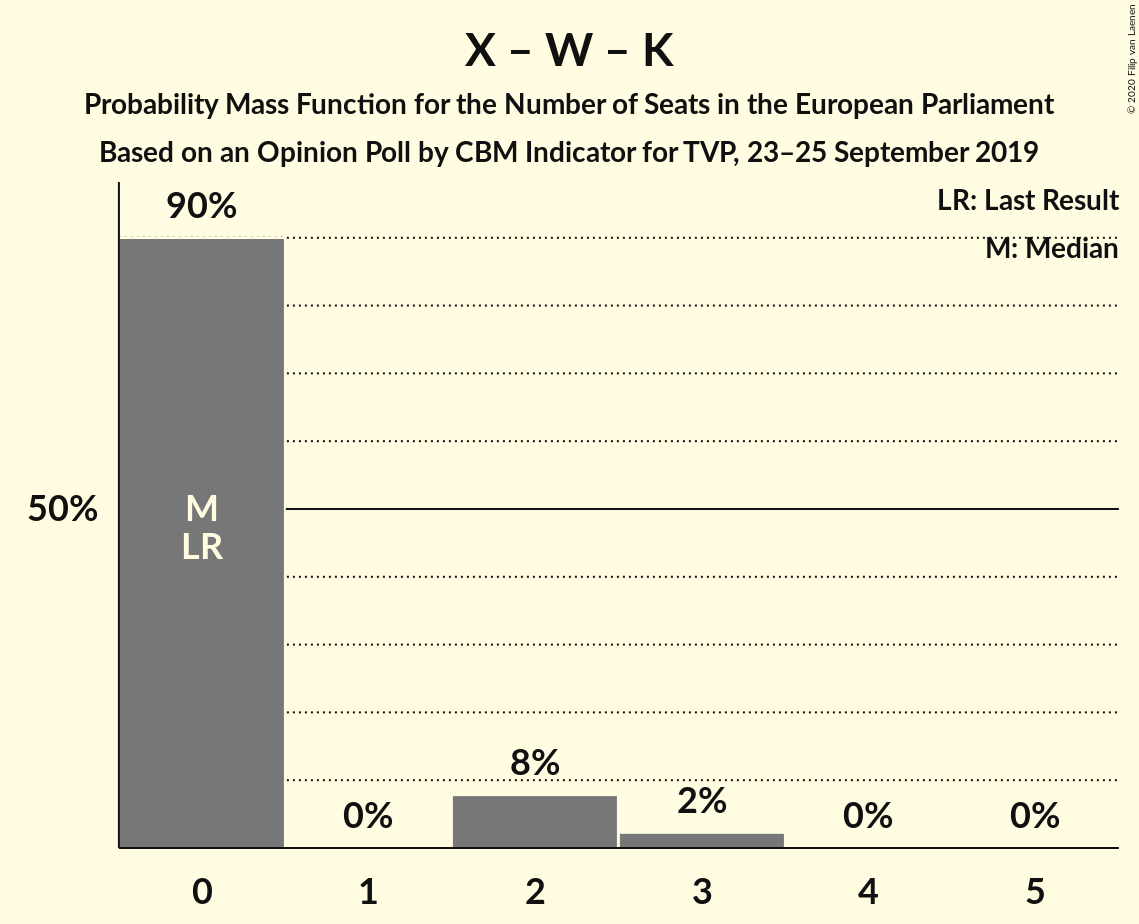 X – W – K
Probability Mass Function for the Number of Seats in the European Parliament
Based on an Opinion Poll by CBM Indicator for TVP, 23–25 September 2019
© 2020 Filip van Laenen
LR: Last Result
M: Median
90%
50%
M
LR
8%
2%
0%
0%
0%
0
1
2
3
4
5